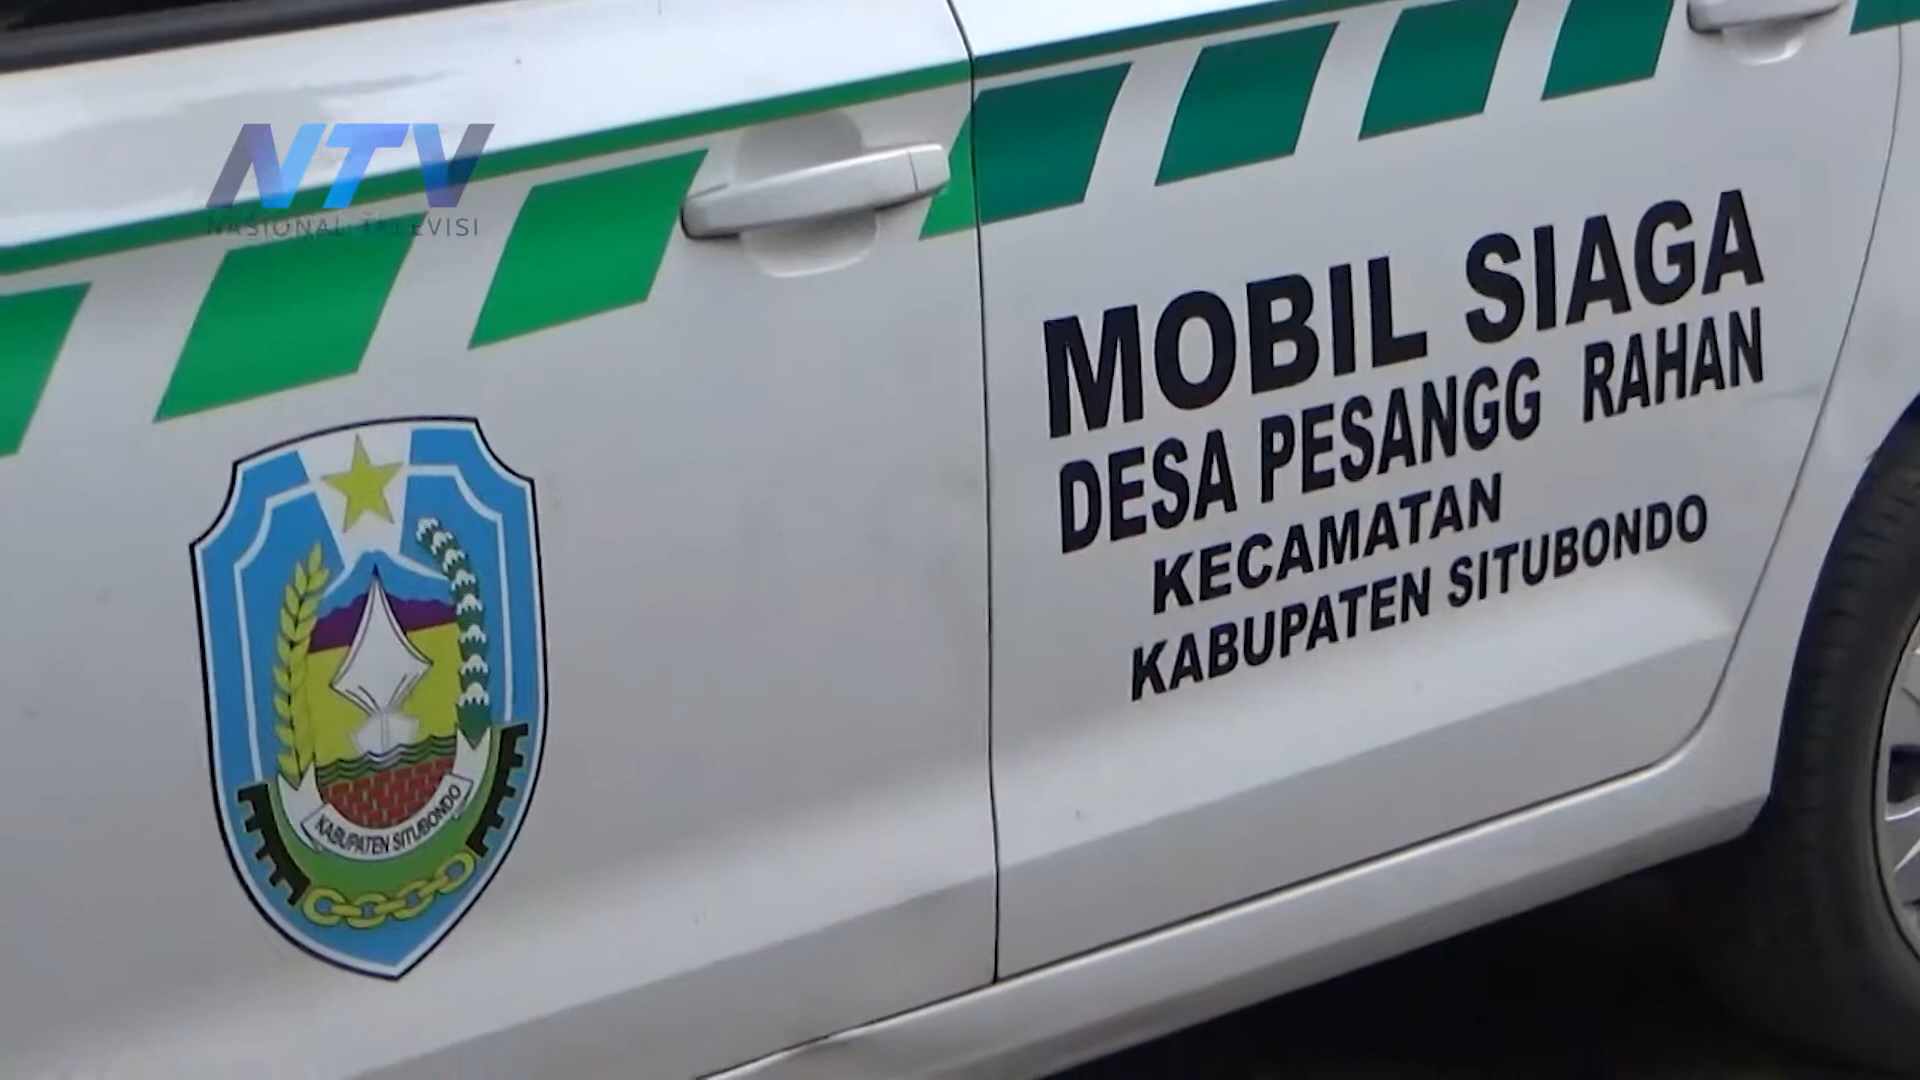 NTV
NASIONAL TELEVISI
MOBIL SIAGA
DESA PESANGG RAHAN
KECAMATAN
KABUPATEN SITUBONDO
KABUPATEN SITUBONDO